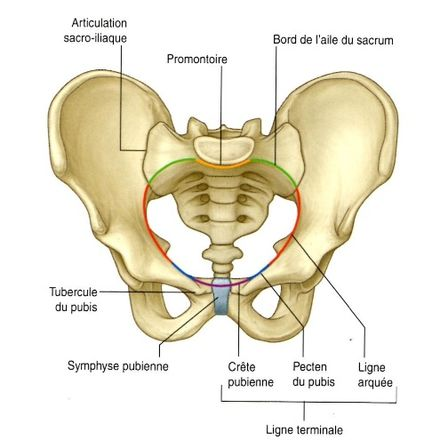 Articulation
sacro-iliaque
Promontoire
Bord de l'aile du sacrum
Tubercule
du pubis
Symphyse pubienne
Crête
pubienne
Pecten
du pubis
Ligne
arquée
Ligne terminale